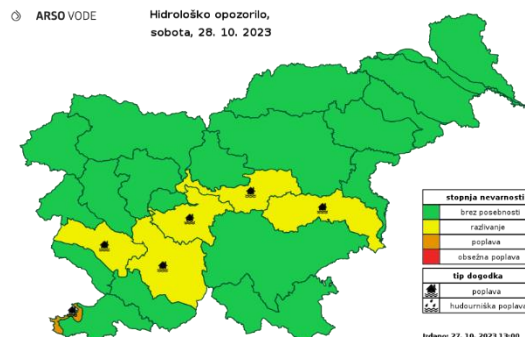 ARSO VODE
Hidrološko opozorilo,
sobota, 28. 10. 2023
stopnja nevarnosti
brez posebnosti
razlivanje
poplava
obsežna poplava
tip dogodka
poplava
hudourniška poplava
Izdano: 27. 10. 2023 13:00